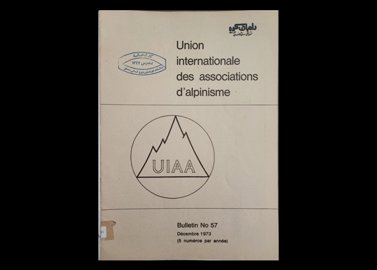 Union
internationale
des associations
d'alpinisme
UIAA
Bulletin No 57
Décembre 1973
(5 numéros par année)